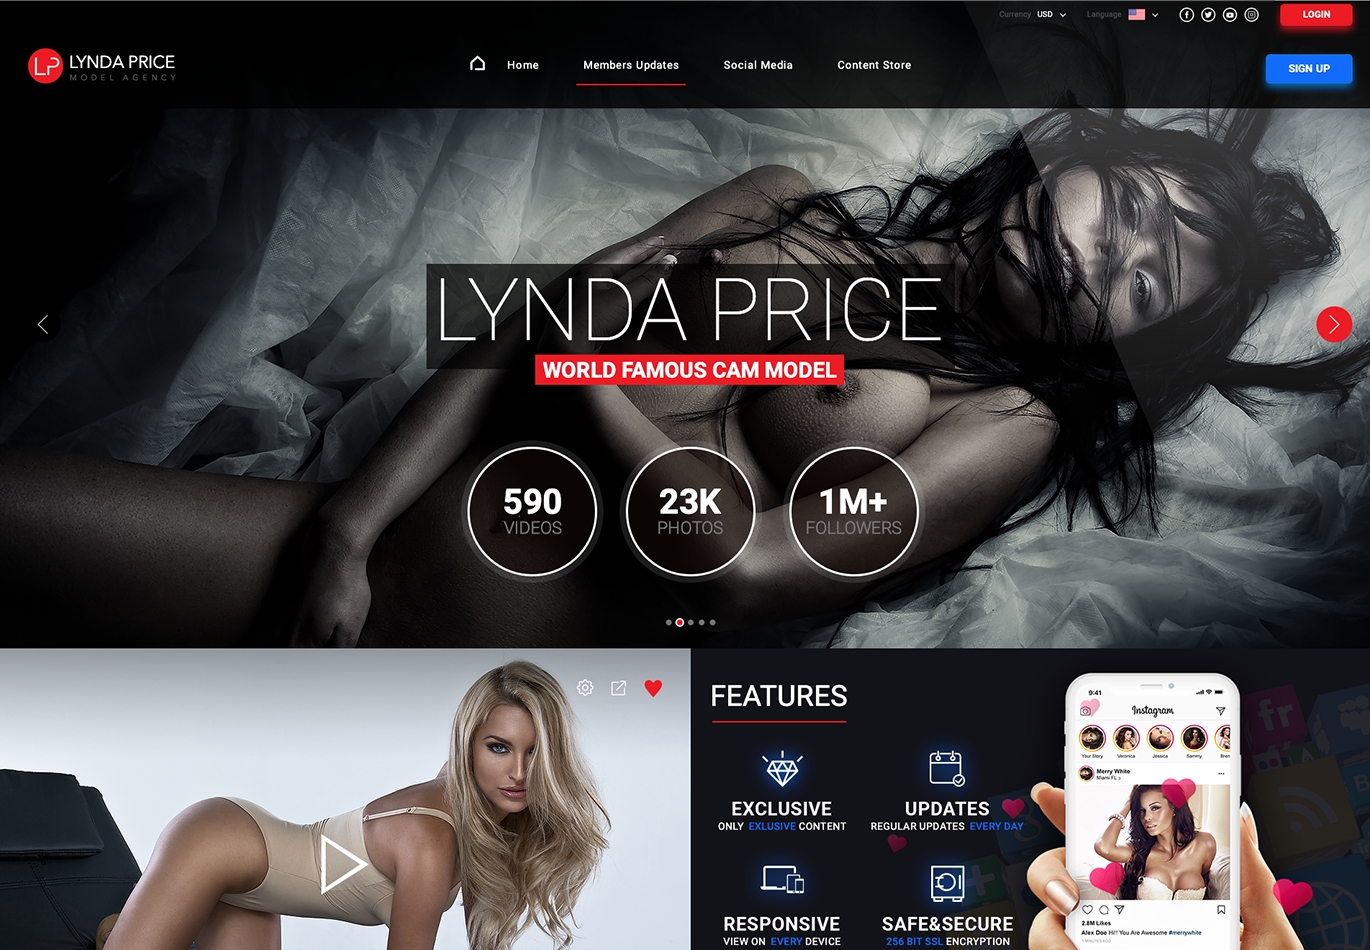 Currency USD
Language
LOGIN
LP LYNDA PRICE
MODEL AGENCY
Home
Members Updates
Social Media
Content Store
SIGN UP
LYNDA PRICE
WORLD FAMOUS CAM MODEL
590
VIDEOS
23K
PHOTOS
1M+
FOLLOWERS
FEATURES
EXCLUSIVE
ONLY EXLUSIVE CONTENT
UPDATES
REGULAR UPDATES EVERY DAY
RESPONSIVE
VIEW ON EVERY DEVICE
SAFE&SECURE
256 BIT SSL ENCRYPTION
9:41
Instagram
Your Story
Veronica
Jessica
Sammy
Merry White
Miami FL >
2.8M Likes
Alex Doe Hi!! You Are Awesome #merrywhite
fr